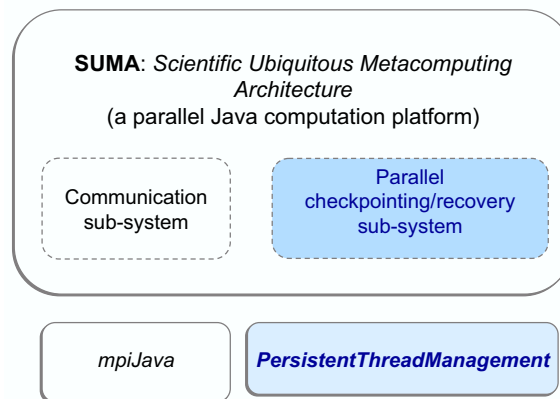 SUMA: Scientific Ubiquitous Metacomputing
Architecture
(a parallel Java computation platform)
Communication
sub-system
Parallel
checkpointing/recovery
sub-system
mpiJava
PersistentThreadManagement